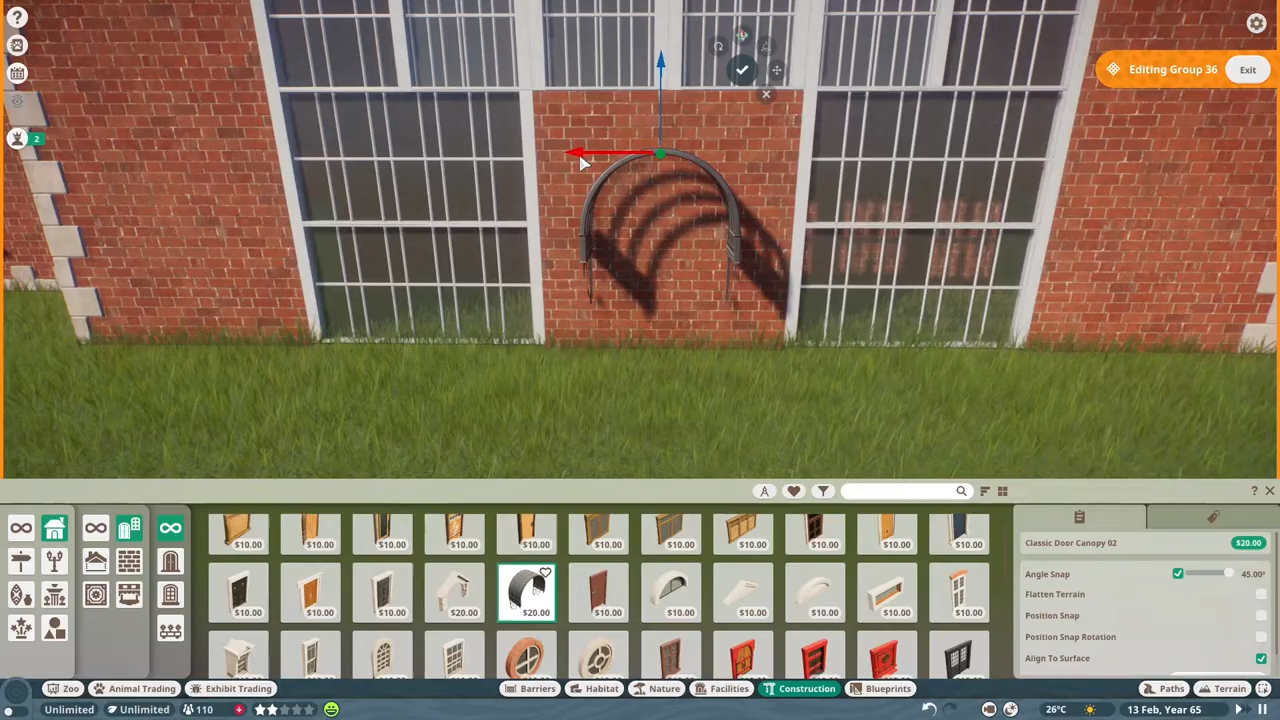 ?
Editing Group 36 Exit
2
? ×
$10.00 $10.00 $10.00 $10.00 $10.00 $10.00 $10.00 $10.00 $10.00 $10.00 $10.00
Classic Door Canopy 02 $20.00
Angle Snap 45.00°
$10.00 $10.00 $10.00 $20.00 $20.00 $10.00 $10.00 $10.00 $10.00 $10.00 $10.00
Flatten Terrain
Position Snap
Position Snap Rotation
Align To Surface
Zoo Animal Trading Exhibit Trading Barriers Habitat Nature Facilities Construction Blueprints Paths Terrain
Unlimited Unlimited 110 26°C 13 Feb, Year 65